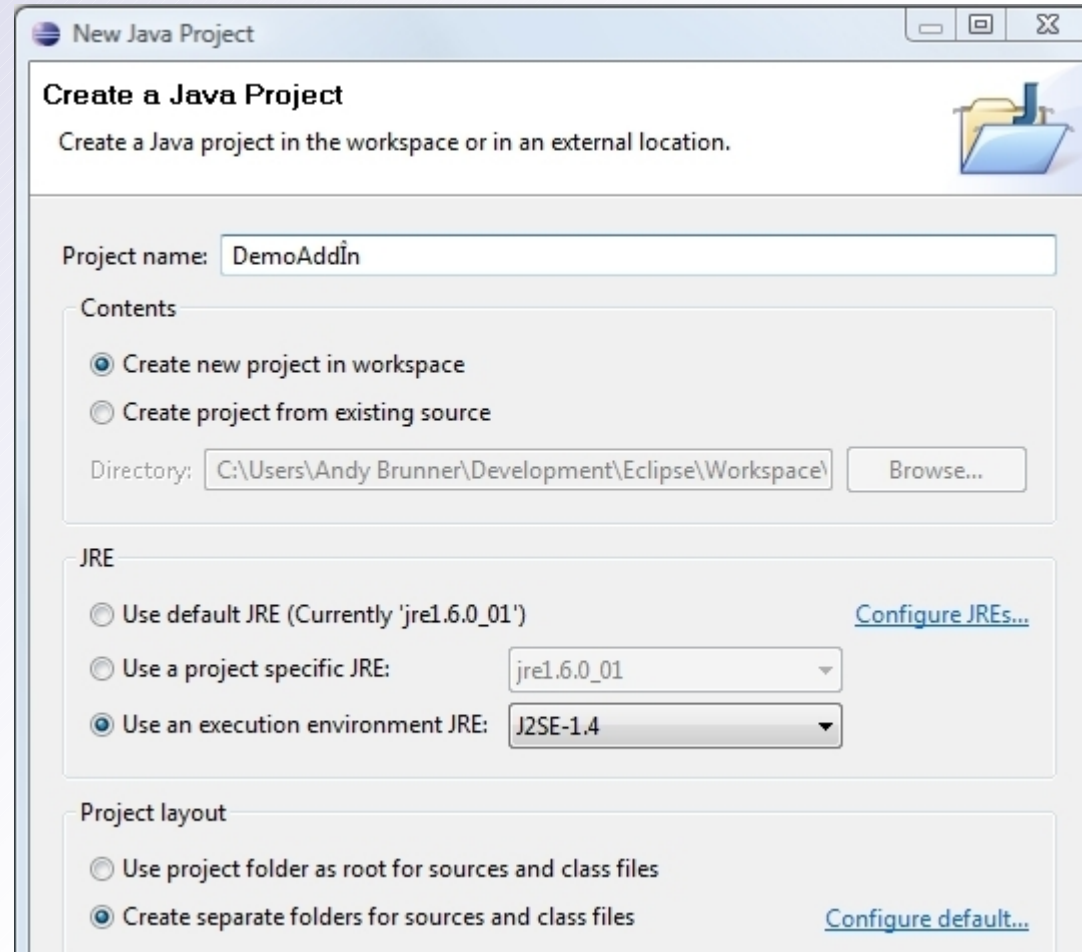 New Java Project
Create a Java Project
Create a Java project in the workspace or in an external location.
Project name: DemoAddÎn
Contents
Create new project in workspace
Create project from existing source
Directory: C:\Users\Andy Brunner\Development\Eclipse\Workspace\ Browse...
JRE
Use default JRE (Currently 'jre1.6.0_01') Configure JREs...
Use a project specific JRE: jre1.6.0_01
Use an execution environment JRE: J2SE-1.4
Project layout
Use project folder as root for sources and class files
Create separate folders for sources and class files Configure default...